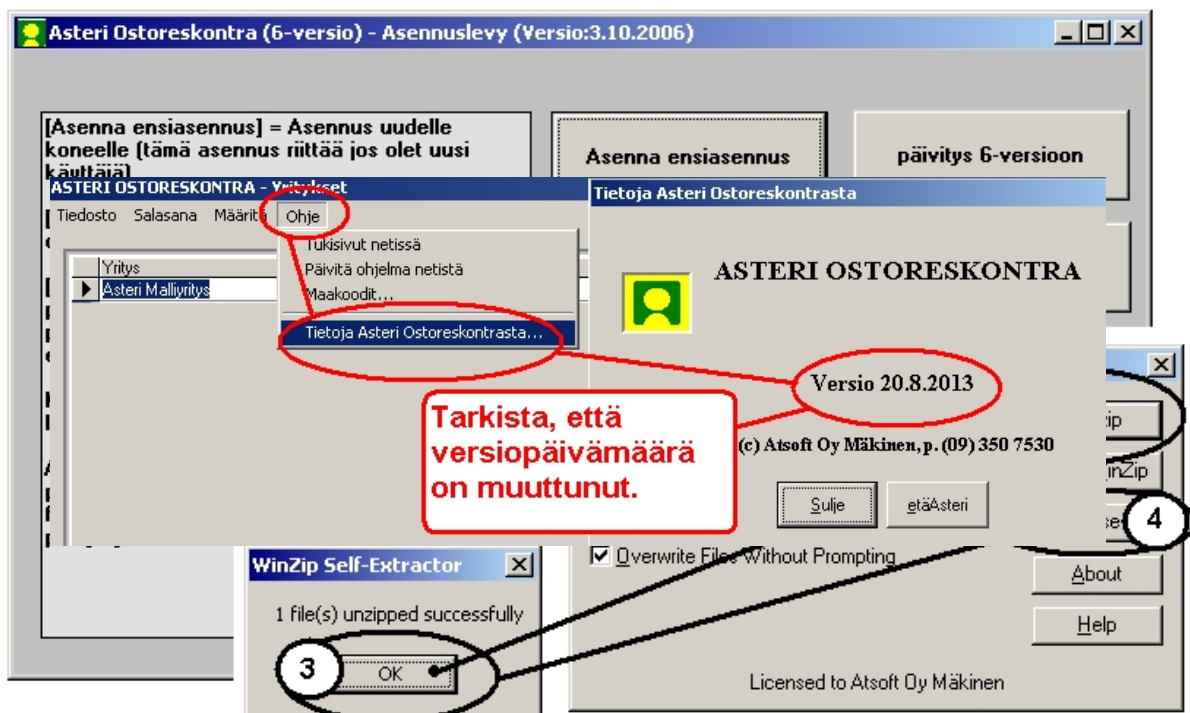 Asteri Ostoreskontra (6-versio) - Asennuslevy (Versio:3.10.2006)
[Asenna ensiasennus] = Asennus uudelle
koneelle (tämä asennus riittää jos olet uusi
käyttäjä)
Asenna ensiasennus
päivitys 6-versioon
ASTERI OSTORESKONTRA - Yritykset
Tiedosto Salasana Määritä Ohje
Tukisivut netissä
Päivitä ohjelma netistä
Maakoodit...
Tietoja Asteri Ostoreskontrasta...
Yritys
Asteri Malliyritys
Tietoja Asteri Ostoreskontrasta
ASTERI OSTORESKONTRA
Versio 20.8.2013
(c) Atsoft Oy Mäkinen, p. (09) 350 7530
Sulje
etäAsteri
Tarkista, että
versiopäivämäärä
on muuttunut.
4
Overwrite Files Without Prompting
About
Help
Licensed to Atsoft Oy Mäkinen
WinZip Self-Extractor
1 file(s) unzipped successfully
3
OK